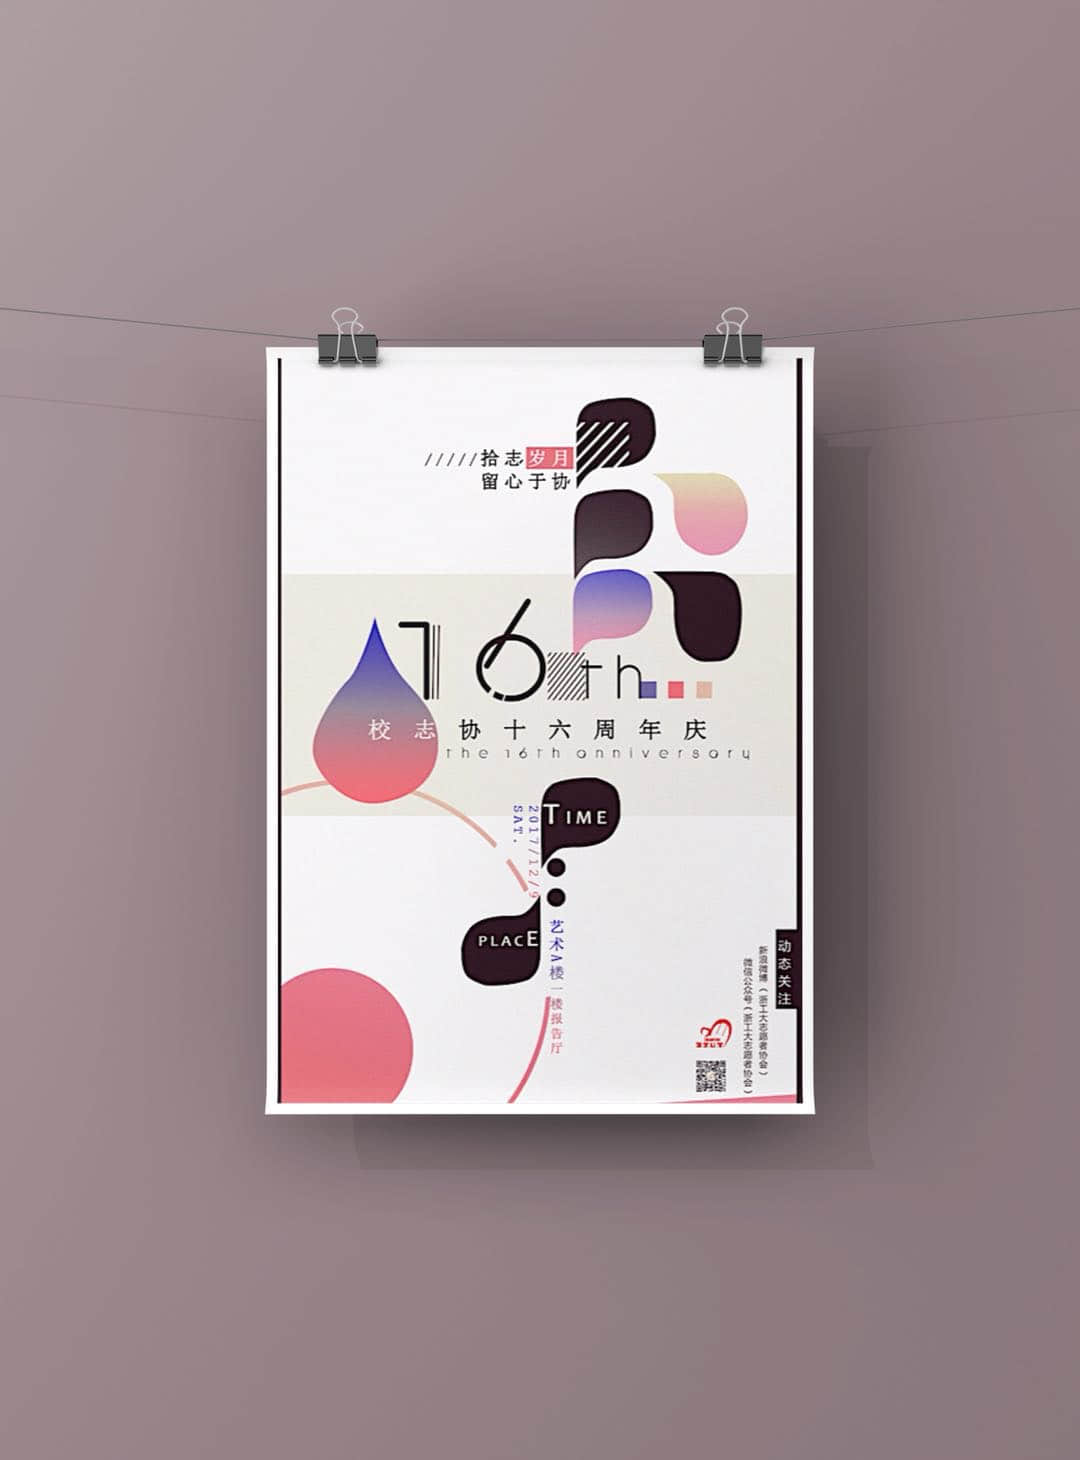 /////拾志岁月
留心于协
16th...
校志协十六周年庆
the 16th anniversary
TIME
2017/12/9
SAT.
PLACE
艺术A楼一楼报告厅
动态关注
新浪微博（浙工大志愿者协会）
微信公众号（浙工大志愿者协会）